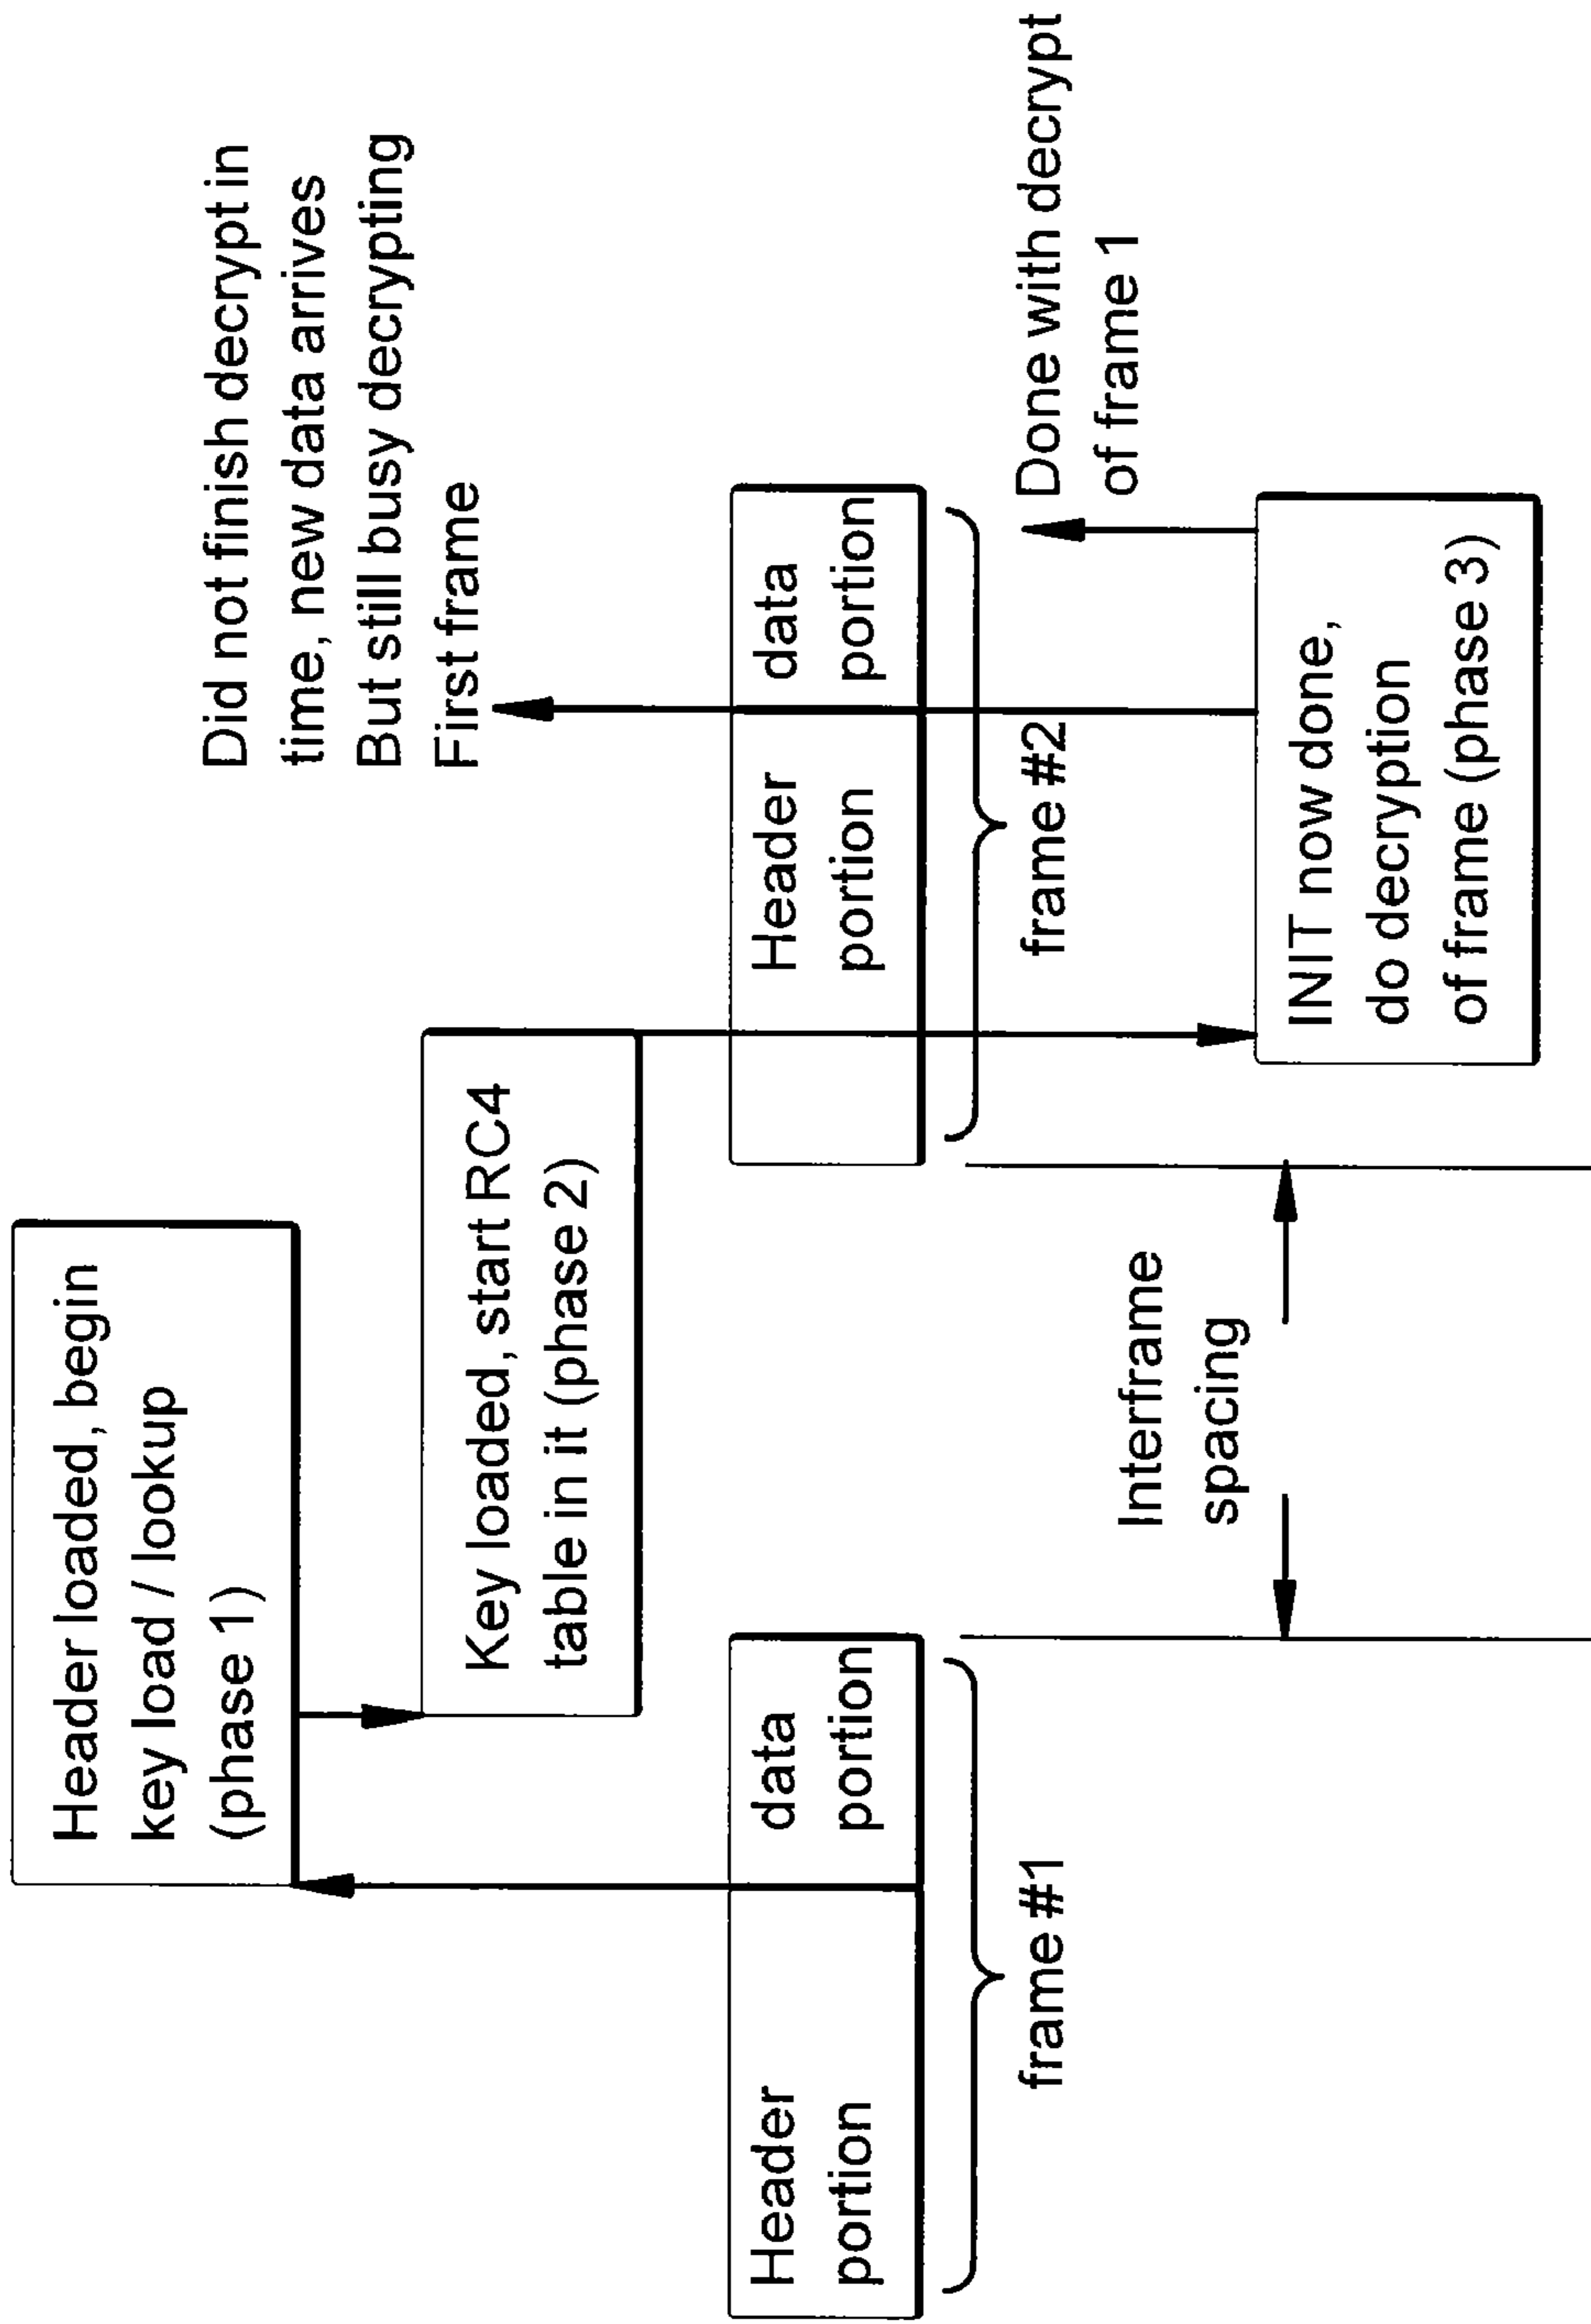 Header loaded, begin
key load / lookup
(phase 1)
Key loaded, start RC4
table in it (phase 2)
Did not finish decrypt in
time, new data arrives
But still busy decrypting
First frame
Header
portion
data
portion
frame #1
Header
portion
data
portion
frame #2
Done with decrypt
of frame 1
Interframe
spacing
INIT now done,
do decryption
of frame (phase 3)